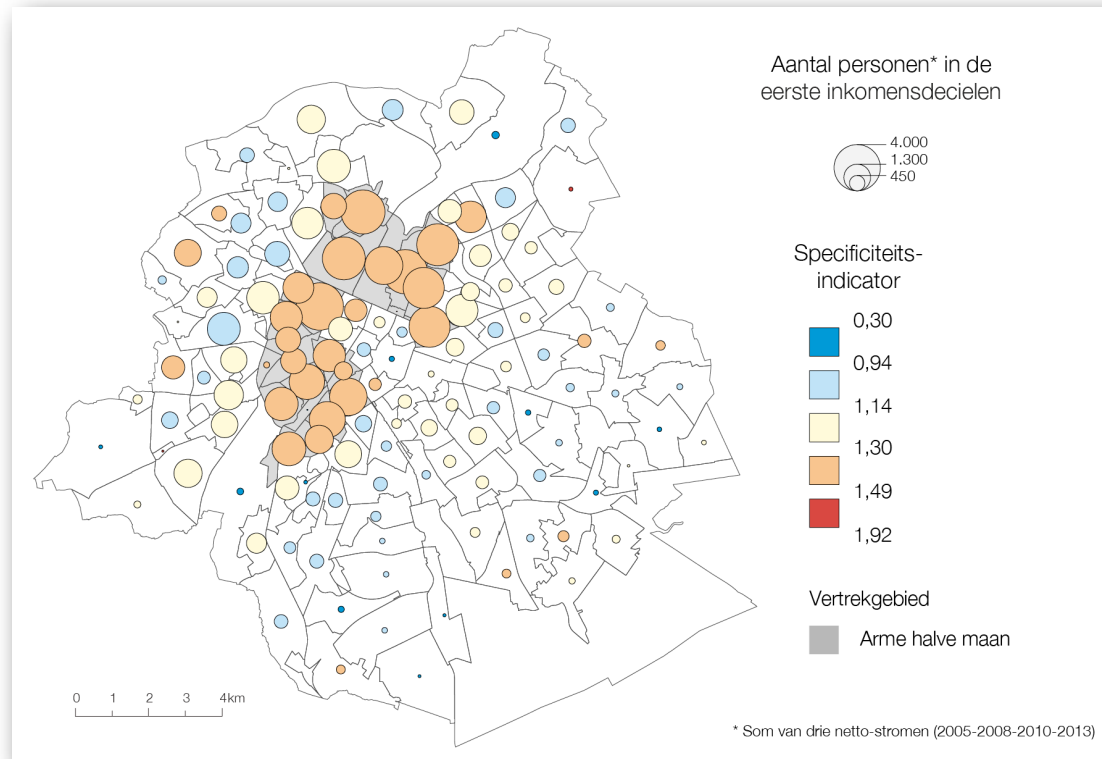 Aantal personen* in de
eerste inkomensdecielen
4.000
1.300
450
Specificiteits-
indicator
0,30
0,94
1,14
1,30
1,49
1,92
Vertrekgebied
Arme halve maan
0 1 2 3 4km
* Som van drie netto-stromen (2005-2008-2010-2013)